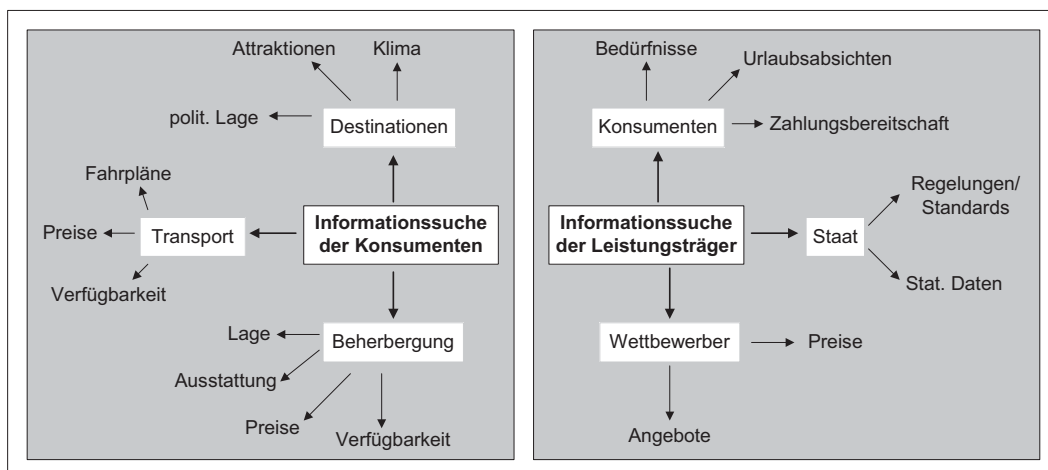 Attraktionen
Klima
polit. Lage
Destinationen
Fahrpläne
Preise
Transport
Informationssuche
der Konsumenten
Verfügbarkeit
Lage
Beherbergung
Ausstattung
Preise
Verfügbarkeit
Bedürfnisse
Urlaubsabsichten
Konsumenten
Zahlungsbereitschaft
Regelungen/
Standards
Informationssuche
der Leistungsträger
Staat
Stat. Daten
Wettbewerber
Preise
Angebote